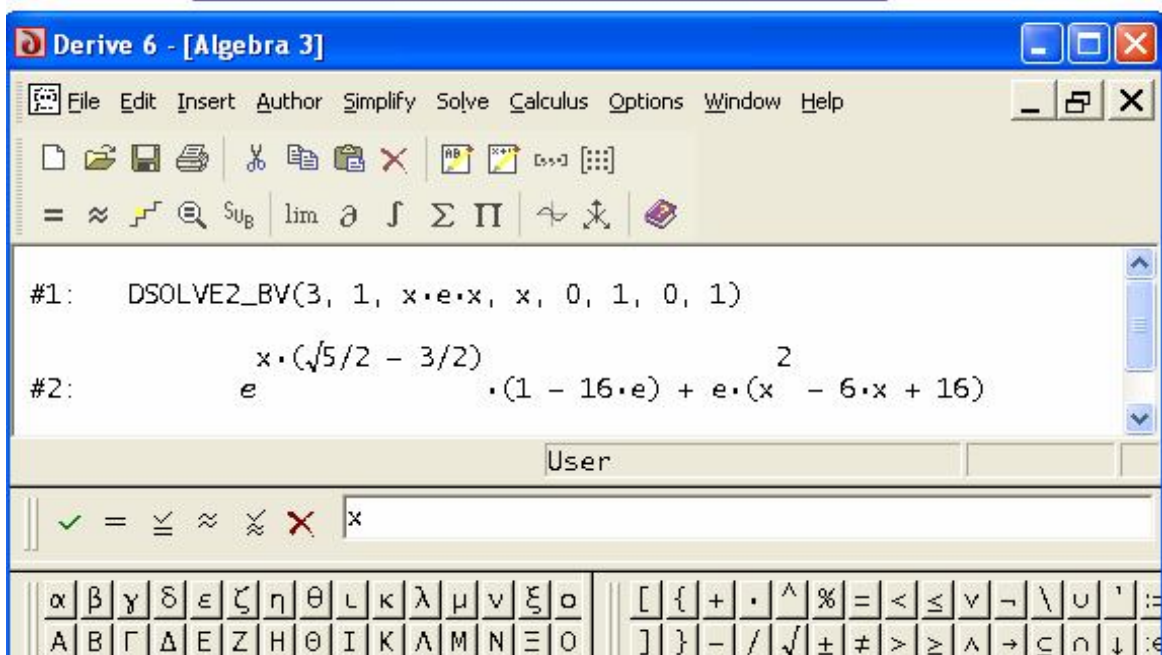 Derive 6 - [Algebra 3]
File Edit Insert Author Simplify Solve Calculus Options Window Help
= ≈ SUB lim ∂ ∫ Σ Π
#1: DSOLVE2_BV(3, 1, x·e·x, x, 0, 1, 0, 1)
x·(√5/2 - 3/2) 2
#2: e ·(1 - 16·e) + e·(x - 6·x + 16)
User
= ≈ x
α β γ δ ε ζ η θ ι κ λ μ ν ξ ο [ { + · ^ % = < ≤ ∨ ¬ \ ∪ ' :=
Α Β Γ Δ Ε Ζ Η Θ Ι Κ Λ Μ Ν Ξ Ο ] } - / √ ± ≠ > ≥ ∧ → ⊂ ∩ ↓ :∈